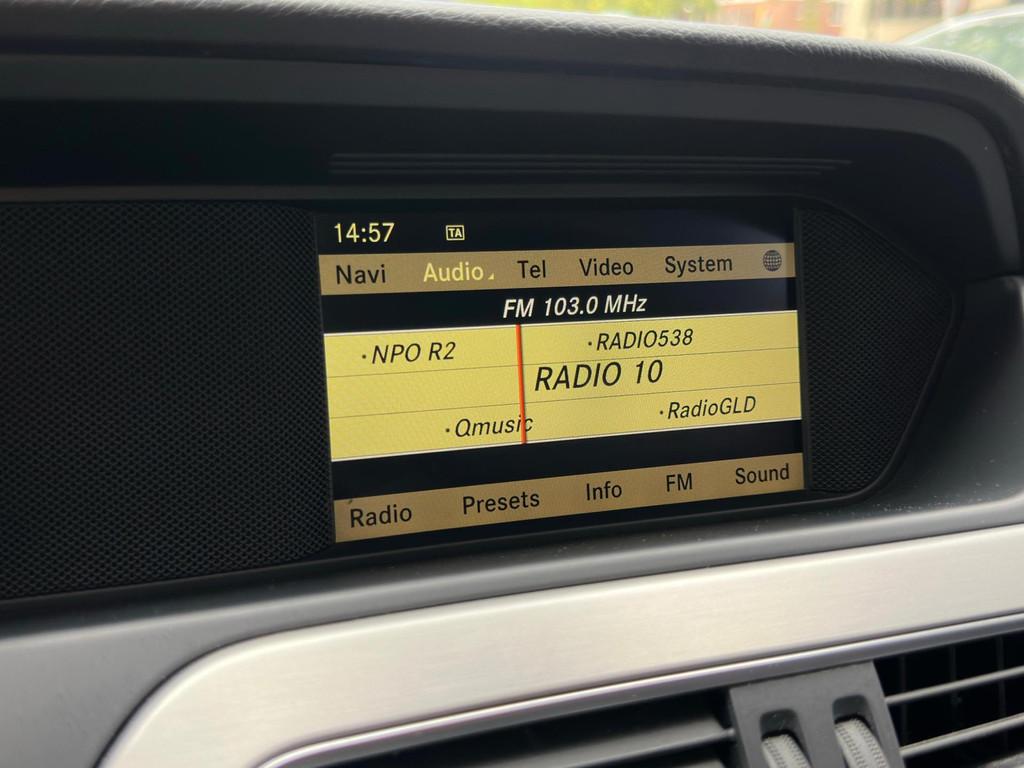 14:57 TA
Navi Audio Tel Video System
FM 103.0 MHz
·NPO R2 ·RADIO538
RADIO 10
·Qmusic ·RadioGLD
Radio Presets Info FM Sound